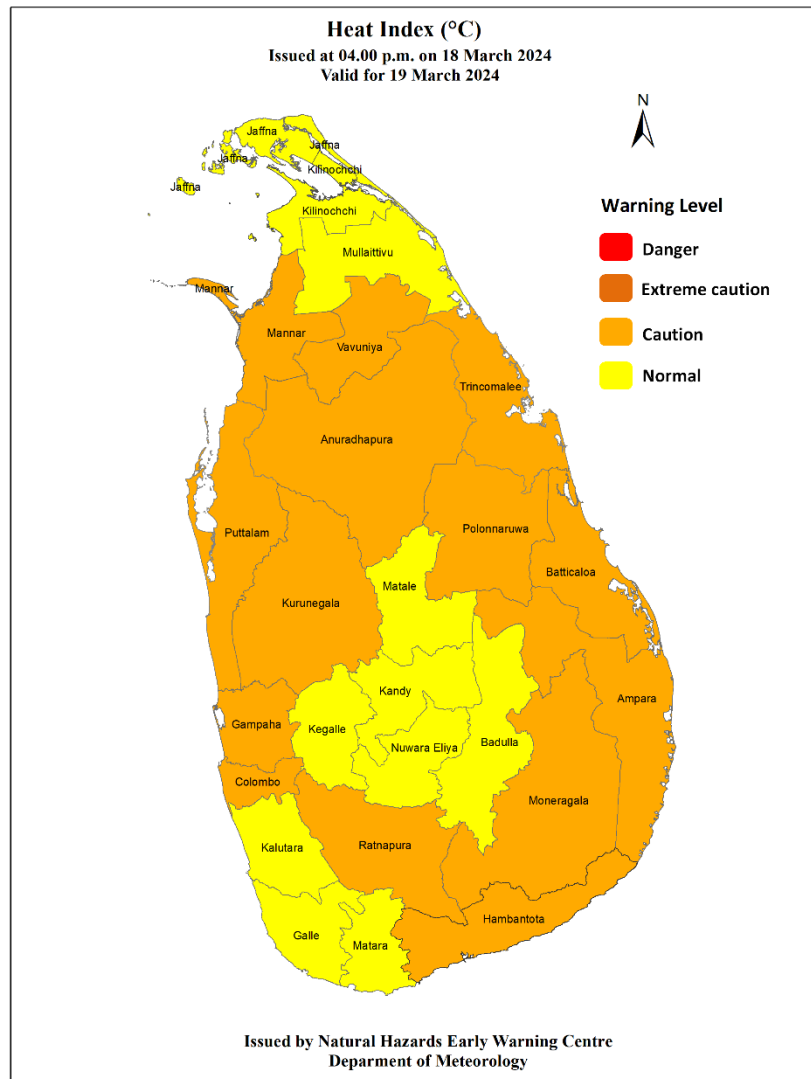 Heat Index (°C)
Issued at 04.00 p.m. on 18 March 2024
Valid for 19 March 2024
N
Jaffna
Jaffna
Jaffna
Kilinochchi
Jaffna
Kilinochchi
Warning Level
Mullaittivu
Danger
Mannar
Extreme caution
Mannar
Caution
Vavuniya
Normal
Trincomalee
Anuradhapura
Puttalam
Polonnaruwa
Batticaloa
Matale
Kurunegala
Kandy
Ampara
Gampaha
Kegalle
Nuwara Eliya
Badulla
Colombo
Moneragala
Kalutara
Ratnapura
Hambantota
Galle
Matara
Issued by Natural Hazards Early Warning Centre
Deparment of Meteorology